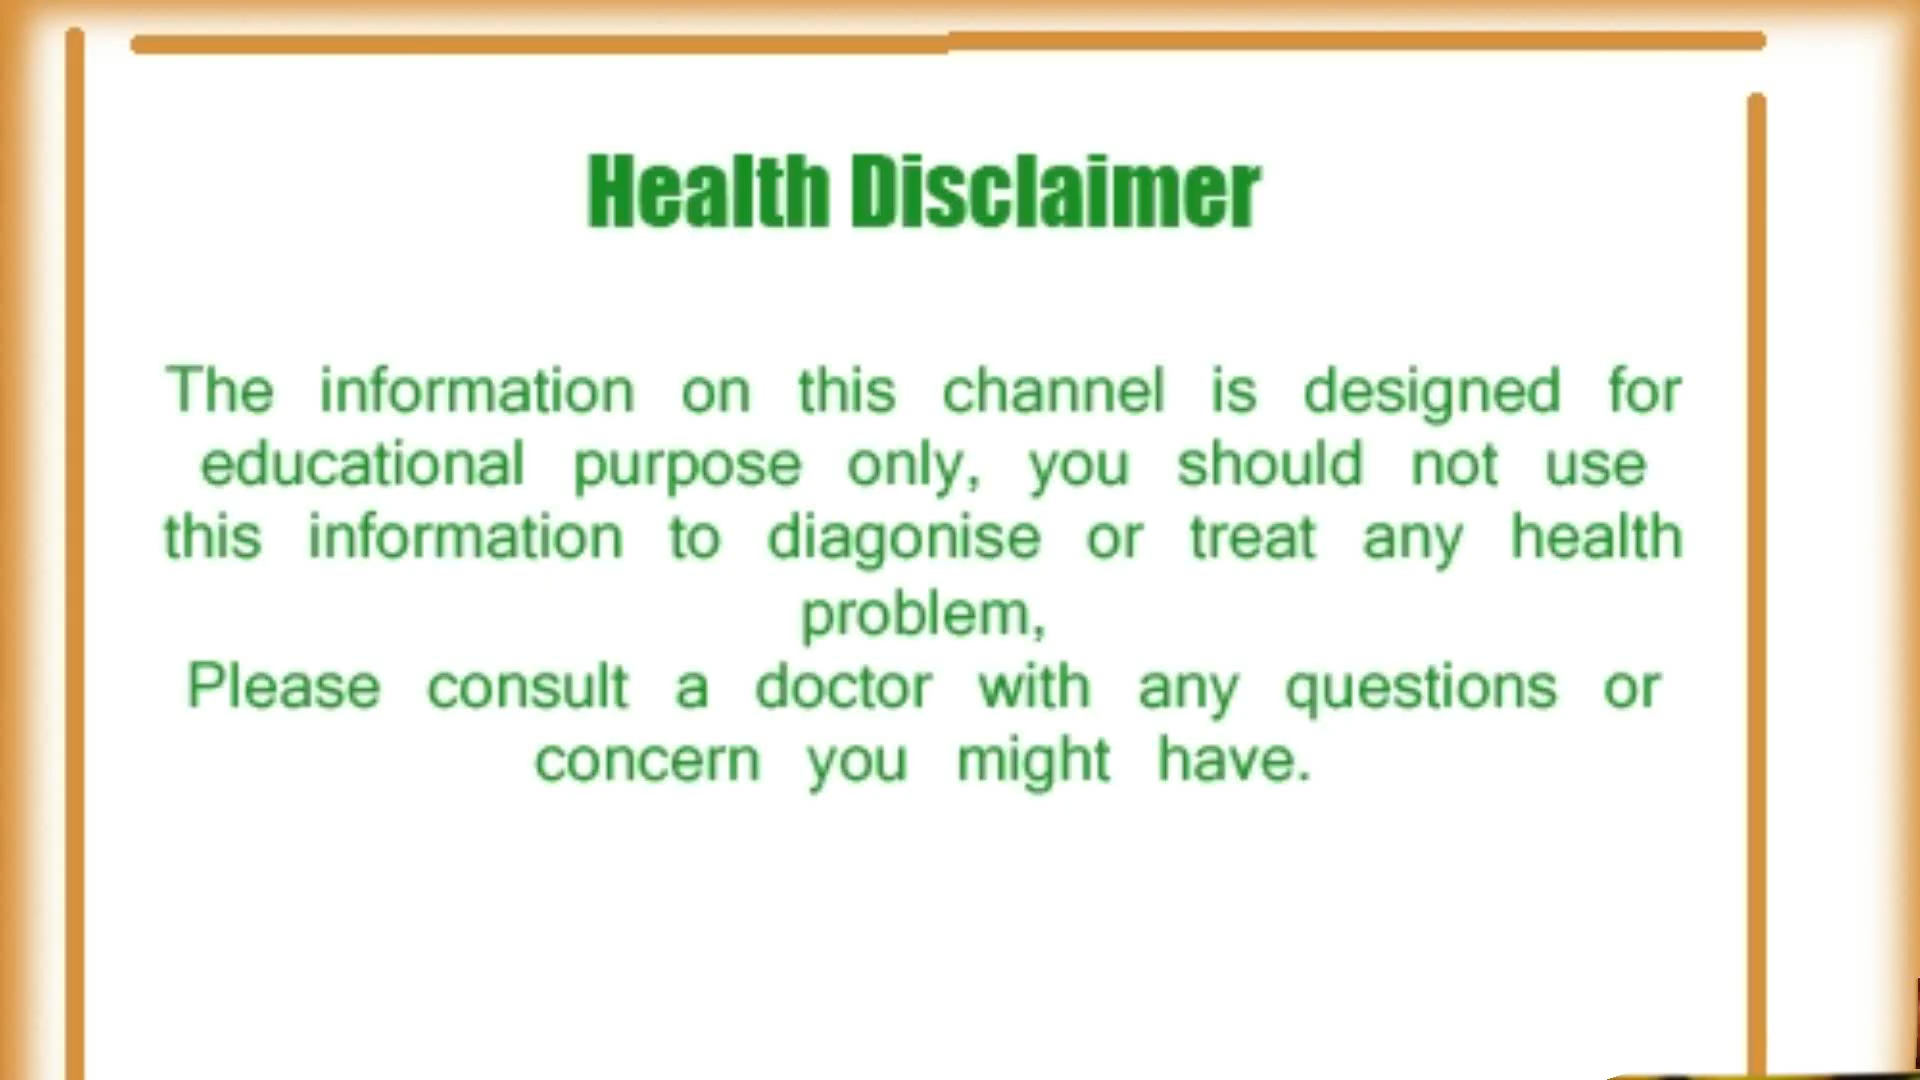 Health Disclaimer
The information on this channel is designed for
educational purpose only, you should not use
this information to diagonise or treat any health
problem,
Please consult a doctor with any questions or
concern you might have.